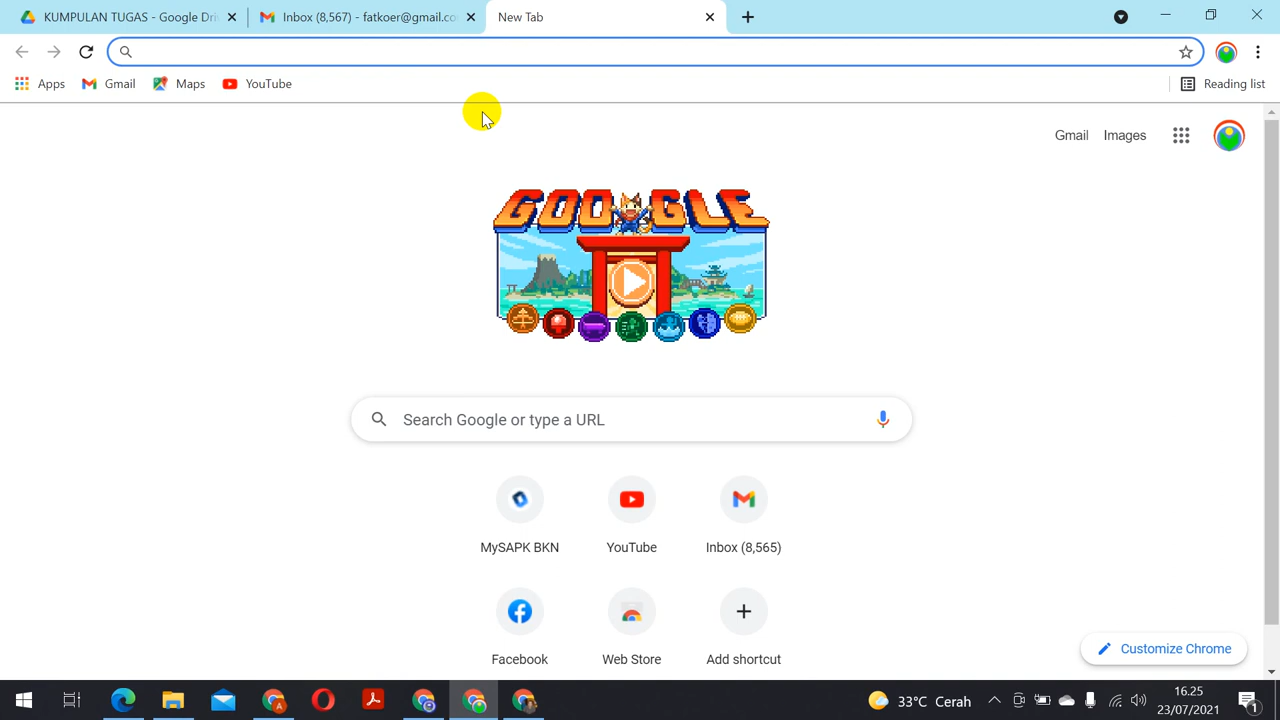 KUMPULAN TUGAS - Google Dri
Inbox (8,567) - fatkoer@gmail.co
New Tab
Apps
Gmail
Maps
YouTube
Reading list
Gmail
Images
GOOGLE
Search Google or type a URL
MySAPK BKN
YouTube
Inbox (8,565)
Facebook
Web Store
Add shortcut
Customize Chrome
33°C Cerah
16.25
23/07/2021
1